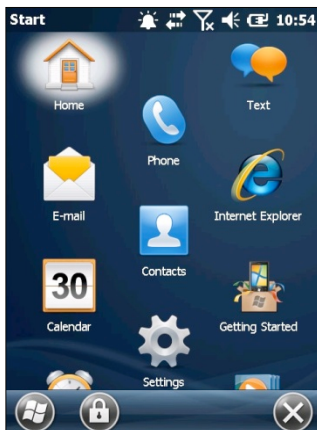 Start 10:54
Home
Text
Phone
E-mail
Internet Explorer
Contacts
30
Calendar
Getting Started
Settings